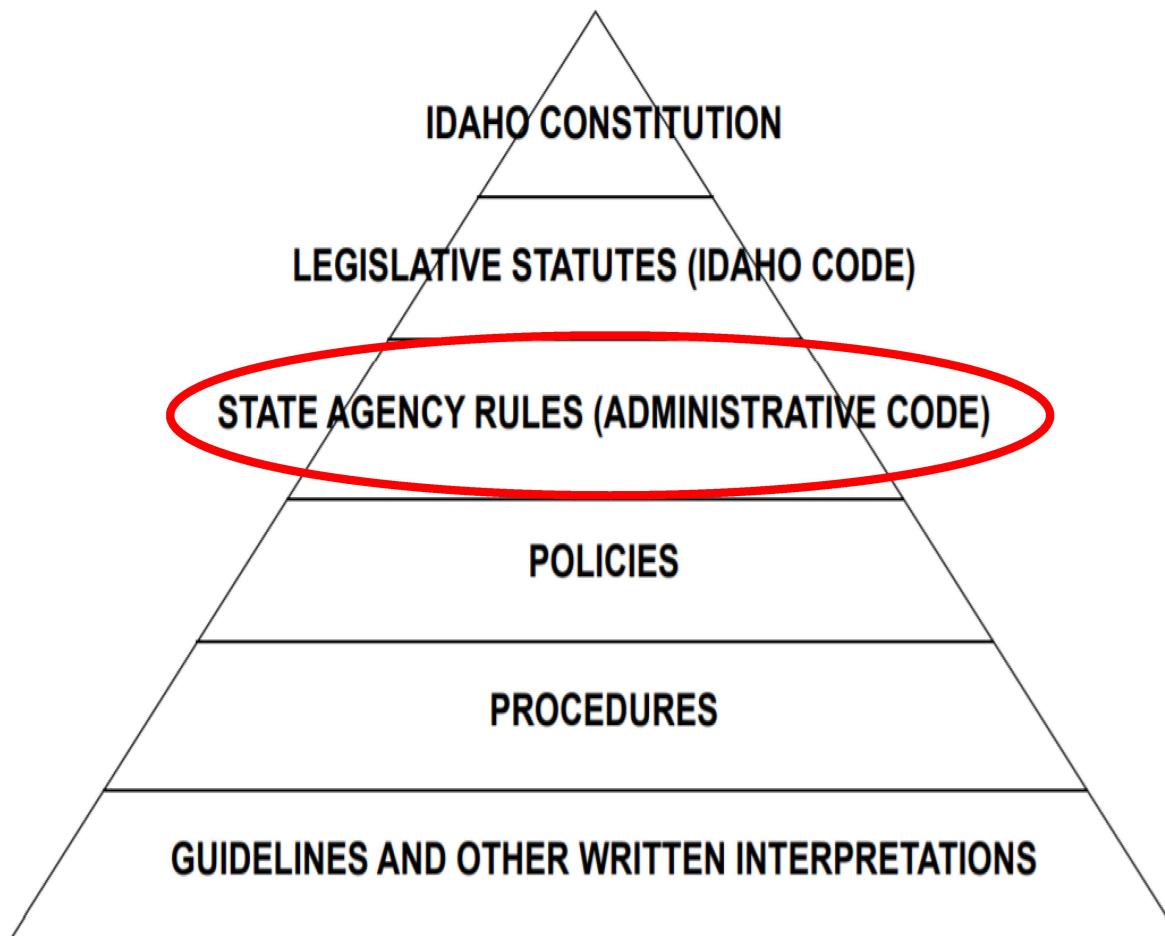 IDAHO CONSTITUTION
LEGISLATIVE STATUTES (IDAHO CODE)
STATE AGENCY RULES (ADMINISTRATIVE CODE)
POLICIES
PROCEDURES
GUIDELINES AND OTHER WRITTEN INTERPRETATIONS